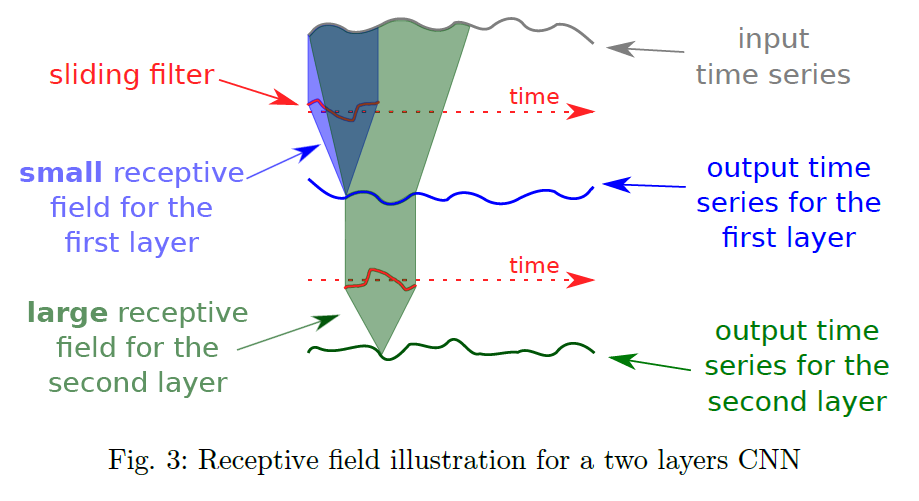 input
time series
sliding filter
time
small receptive
field for the
first layer
output time
series for the
first layer
time
large receptive
field for the
second layer
output time
series for the
second layer
Fig. 3: Receptive field illustration for a two layers CNN